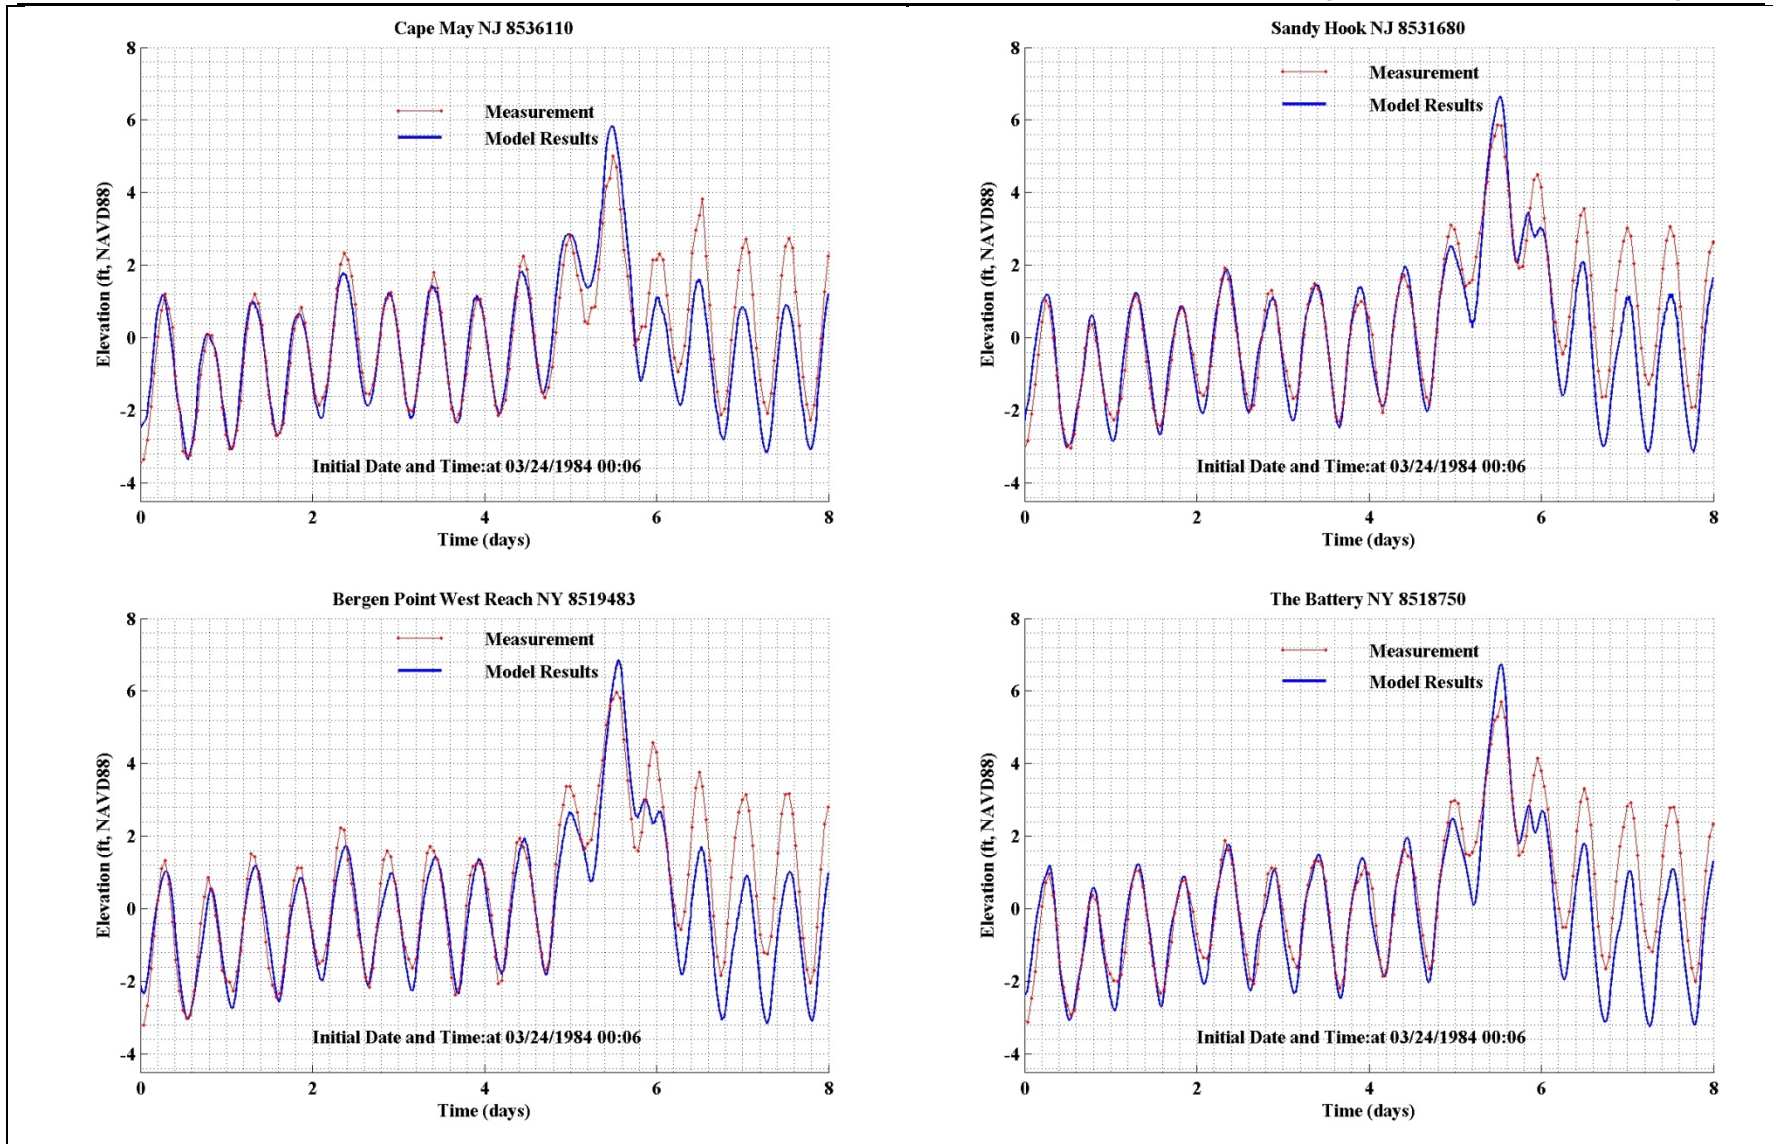 Cape May NJ 8536110
8
6
4
2
0
-2
-4
Elevation (ft, NAVD88)
Measurement
Model Results
Initial Date and Time:at 03/24/1984 00:06
0 2 4 6 8
Time (days)
Sandy Hook NJ 8531680
8
6
4
2
0
-2
-4
Elevation (ft, NAVD88)
Measurement
Model Results
Initial Date and Time:at 03/24/1984 00:06
0 2 4 6 8
Time (days)
Bergen Point West Reach NY 8519483
8
6
4
2
0
-2
-4
Elevation (ft, NAVD88)
Measurement
Model Results
Initial Date and Time:at 03/24/1984 00:06
0 2 4 6 8
Time (days)
The Battery NY 8518750
8
6
4
2
0
-2
-4
Elevation (ft, NAVD88)
Measurement
Model Results
Initial Date and Time:at 03/24/1984 00:06
0 2 4 6 8
Time (days)